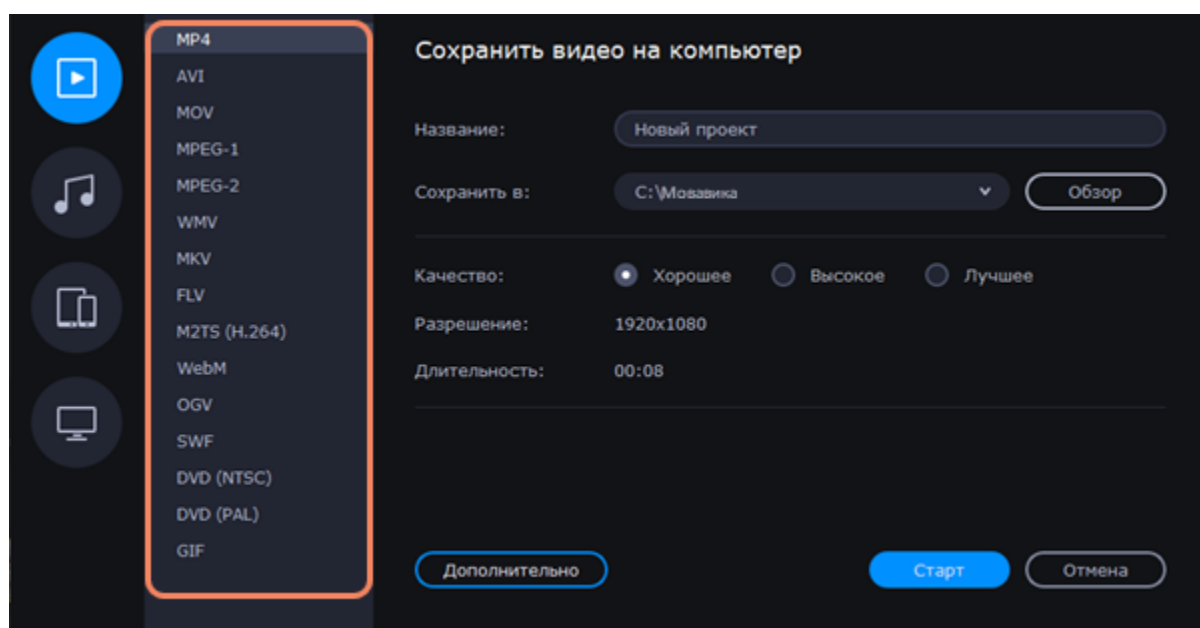 MP4
AVI
MOV
MPEG-1
MPEG-2
WMV
MKV
FLV
M2TS (H.264)
WebM
OGV
SWF
DVD (NTSC)
DVD (PAL)
GIF
Сохранить видео на компьютер
Название: Новый проект
Сохранить в: C:\Мовавика Обзор
Качество: Хорошее Высокое Лучшее
Разрешение: 1920x1080
Длительность: 00:08
Дополнительно Старт Отмена